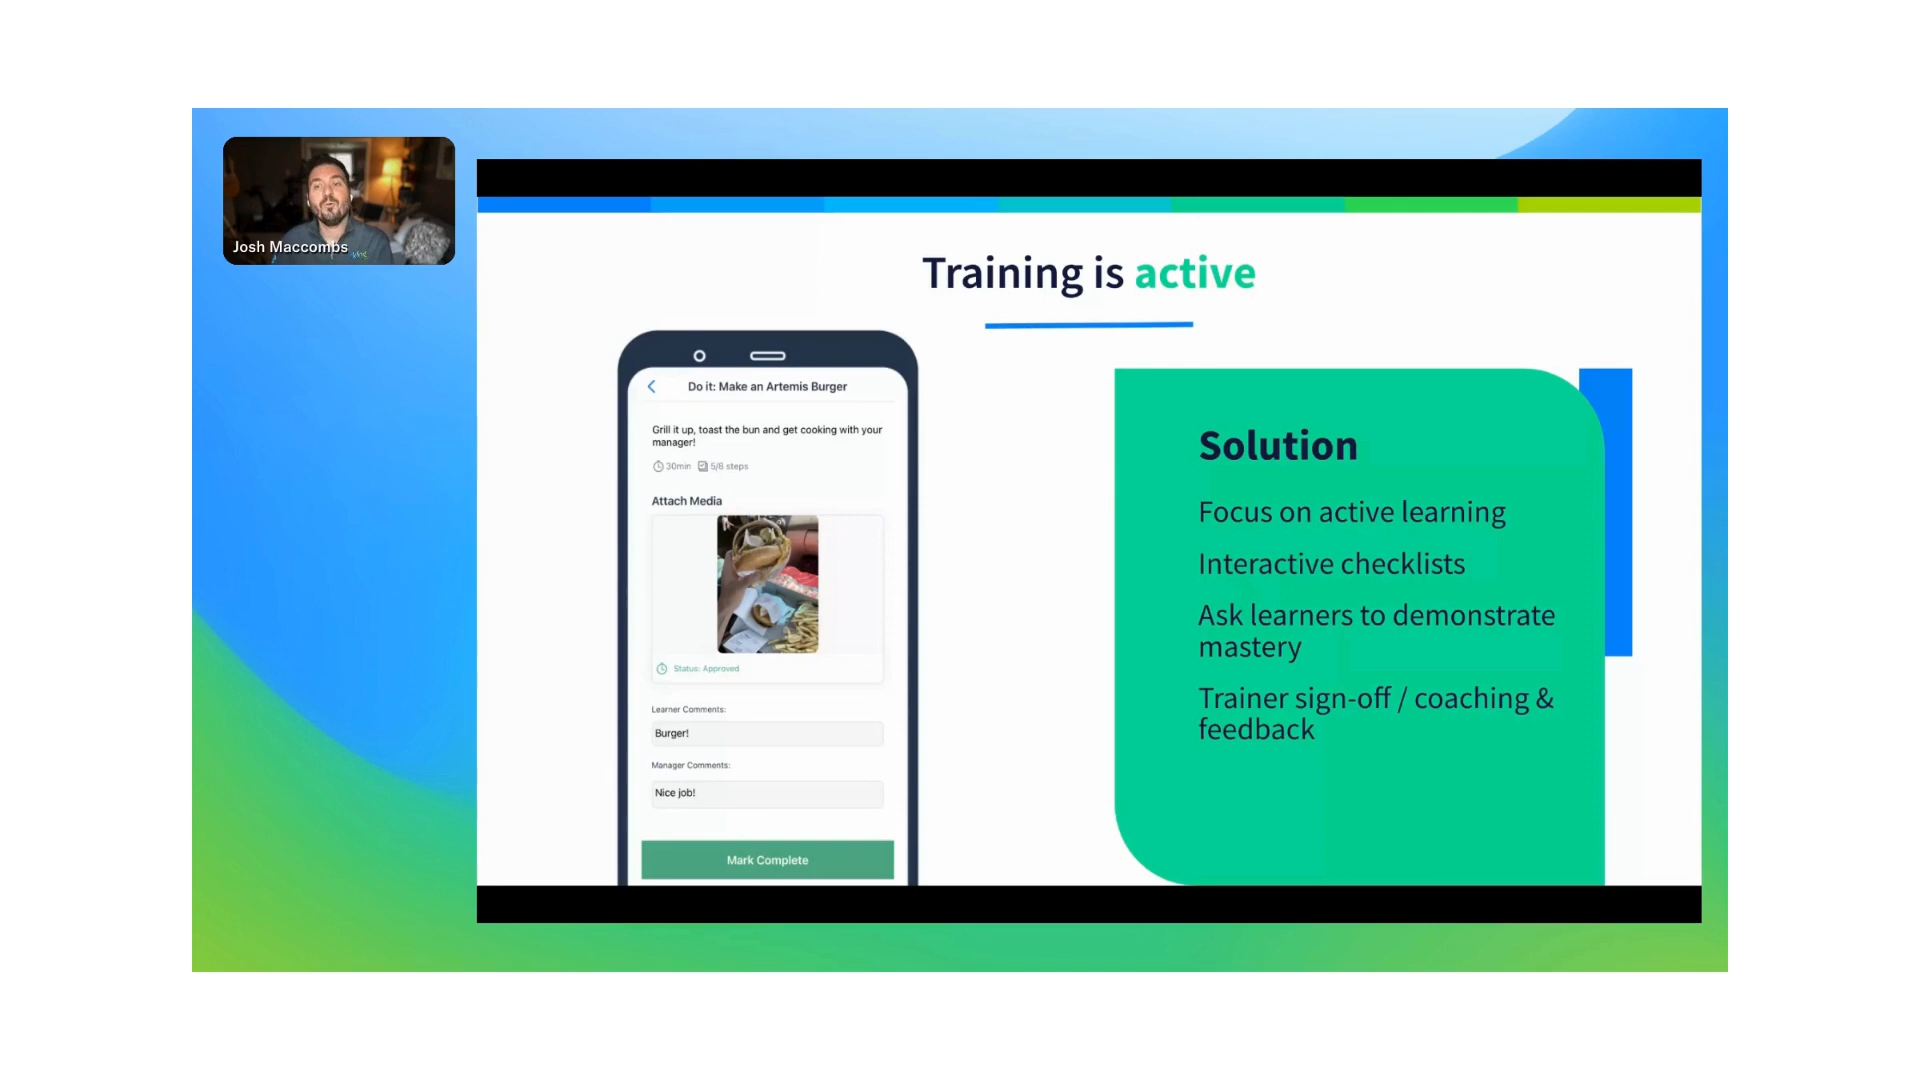 Josh Maccombs
Training is active
Do it: Make an Artemis Burger
Grill it up, toast the bun and get cooking with your
manager!
30min 5/8 steps
Attach Media
Status: Approved
Learner Comments:
Burger!
Manager Comments:
Nice job!
Mark Complete
Solution
Focus on active learning
Interactive checklists
Ask learners to demonstrate
mastery
Trainer sign-off / coaching &
feedback